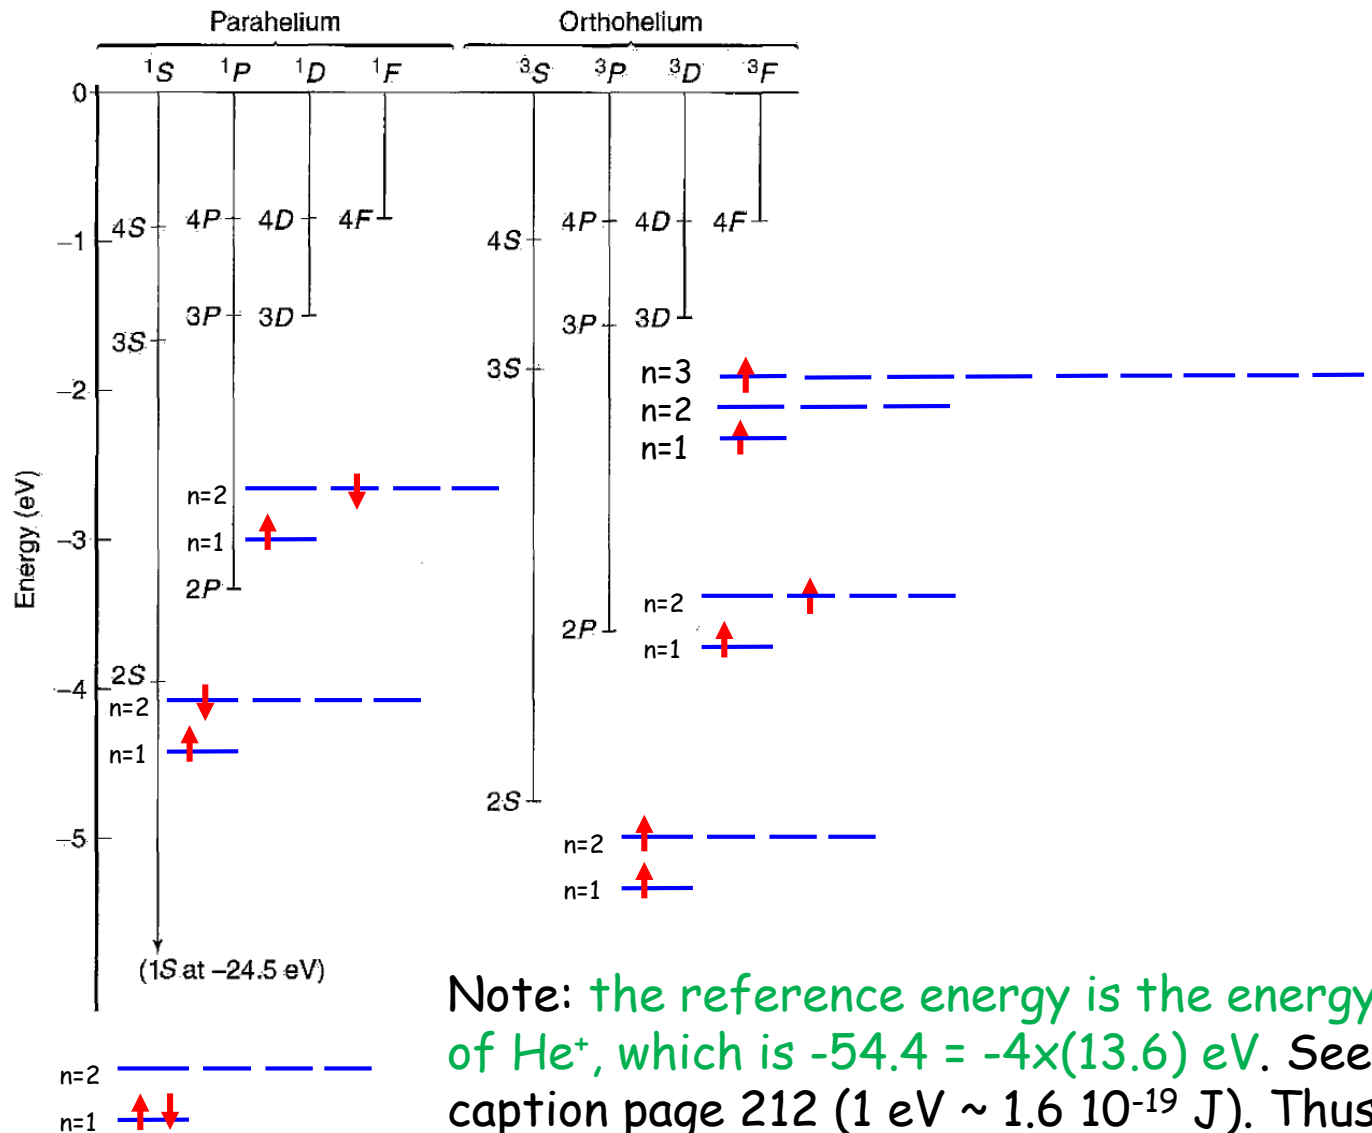 Parahelium Orthohelium
¹S ¹P ¹D ¹F ³S ³P ³D ³F
0
4S 4P 4D 4F 4S 4P 4D 4F
–1
3S 3P 3D 3S 3P 3D
n=3
–2
n=2
n=1
Energy (eV)
n=2
–3
n=1
2P
n=2
2P
n=1
2S
–4
n=2
n=1
2S
–5
n=2
n=1
(1S at –24.5 eV)
Note: the reference energy is the energy
of He⁺, which is -54.4 = -4x(13.6) eV. See
caption page 212 (1 eV ~ 1.6 10⁻¹⁹ J). Thus
n=2
n=1